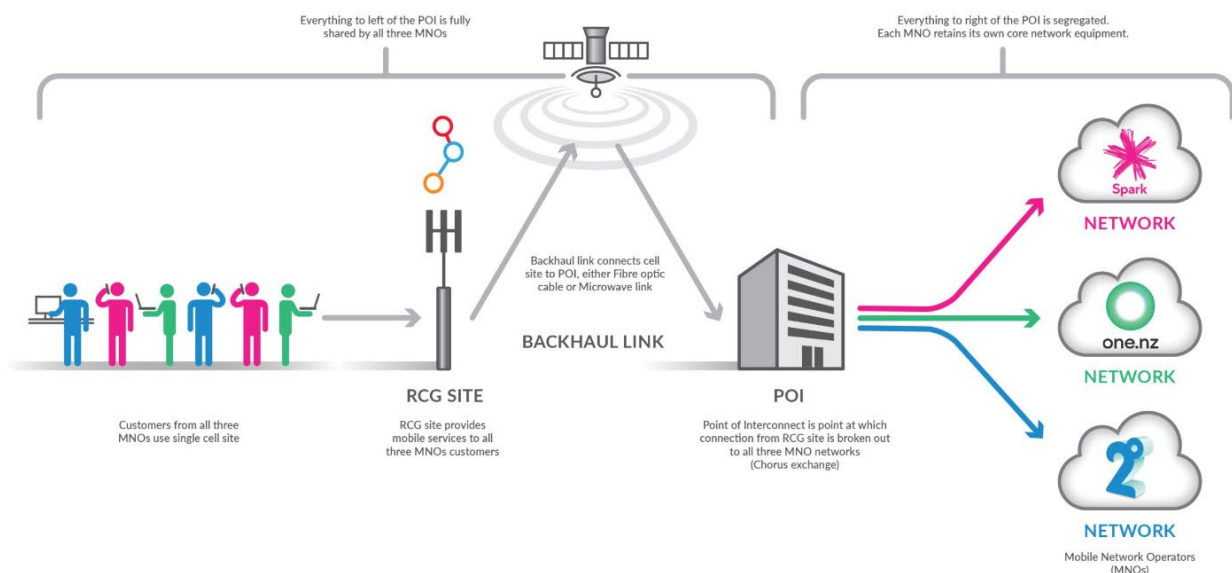 Everything to left of the POI is fully
shared by all three MNOs
Everything to right of the POI is segregated.
Each MNO retains its own core network equipment.
Spark
NETWORK
Backhaul link connects cell
site to POI, either Fibre optic
cable or Microwave link
BACKHAUL LINK
one.nz
NETWORK
RCG SITE
POI
Customers from all three
MNOs use single cell site
RCG site provides
mobile services to all
three MNOs customers
Point of Interconnect is point at which
connection from RCG site is broken out
to all three MNO networks
(Chorus exchange)
2°
NETWORK
Mobile Network Operators
(MNOs)